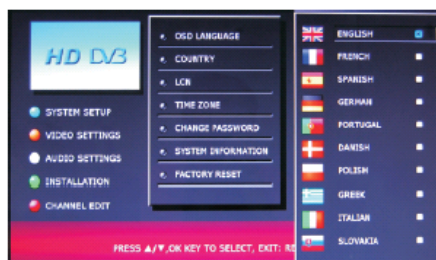 HD DVB
SYSTEM SETUP
VIDEO SETTINGS
AUDIO SETTINGS
INSTALLATION
CHANNEL EDIT
OSD LANGUAGE
COUNTRY
LCN
TIME ZONE
CHANGE PASSWORD
SYSTEM INFORMATION
FACTORY RESET
ENGLISH
FRENCH
SPANISH
GERMAN
PORTUGAL
DANISH
POLISH
GREEK
ITALIAN
SLOVAKIA
PRESS ▲/▼,OK KEY TO SELECT, EXIT: RE